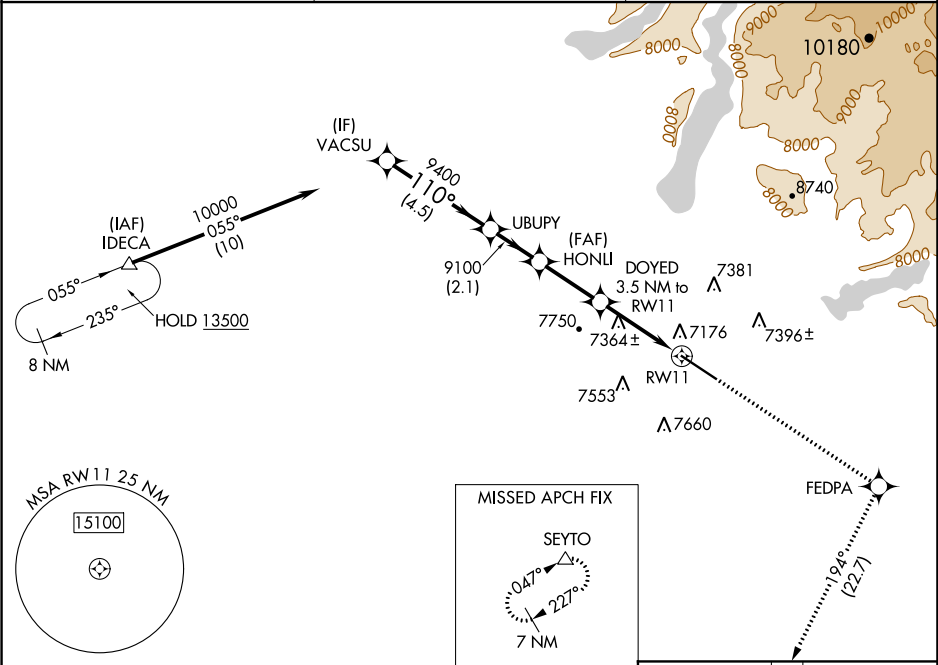 9000
10000
8000
8000
10180
9000
8000
8000
8740
8000
8000
(IF)
VACSU
9400
110°
(4.5)
(IAF)
IDECA
10000
055°
(10)
055°
235°
HOLD 13500
8 NM
UBUPY
9100
(2.1)
(FAF)
HONLI
DOYED
3.5 NM to
RW11
7381
7750
7364±
7176
7396±
RW11
7553
7660
FEDPA
194°
(22.7)
MSA RW11 25 NM
15100
MISSED APCH FIX
SEYTO
047°
227°
7 NM